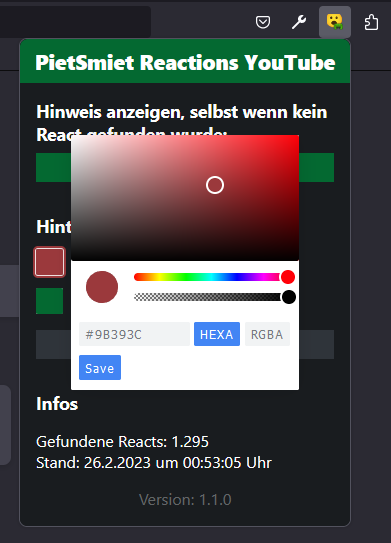 PietSmiet Reactions YouTube
Hinweis anzeigen, selbst wenn kein
React gefunden wurde:
Hint
#9B393C
HEXA
RGBA
Save
Infos
Gefundene Reacts: 1.295
Stand: 26.2.2023 um 00:53:05 Uhr
Version: 1.1.0